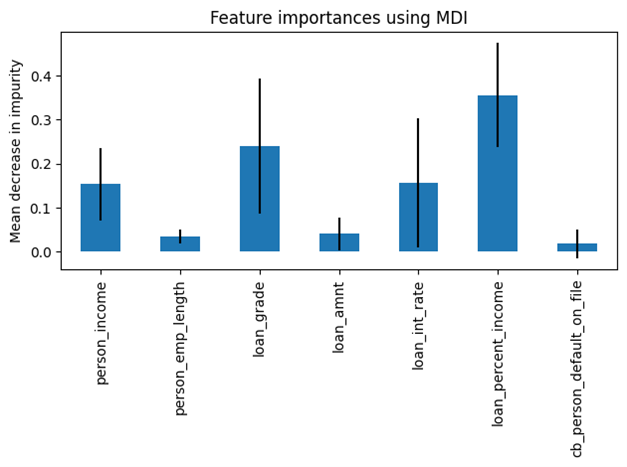 Feature importances using MDI
Mean decrease in impurity
0.4
0.3
0.2
0.1
0.0
person_income
person_emp_length
loan_grade
loan_amnt
loan_int_rate
loan_percent_income
cb_person_default_on_file